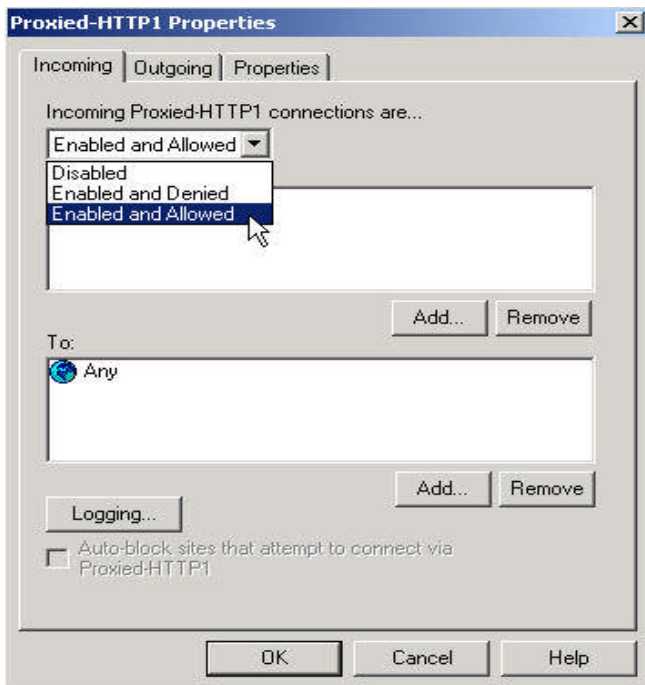 Proxied-HTTP1 Properties
Incoming Outgoing Properties
Incoming Proxied-HTTP1 connections are...
Enabled and Allowed
Disabled
Enabled and Denied
Enabled and Allowed
Add... Remove
To:
Any
Add... Remove
Logging...
Auto-block sites that attempt to connect via
Proxied-HTTP1
OK Cancel Help